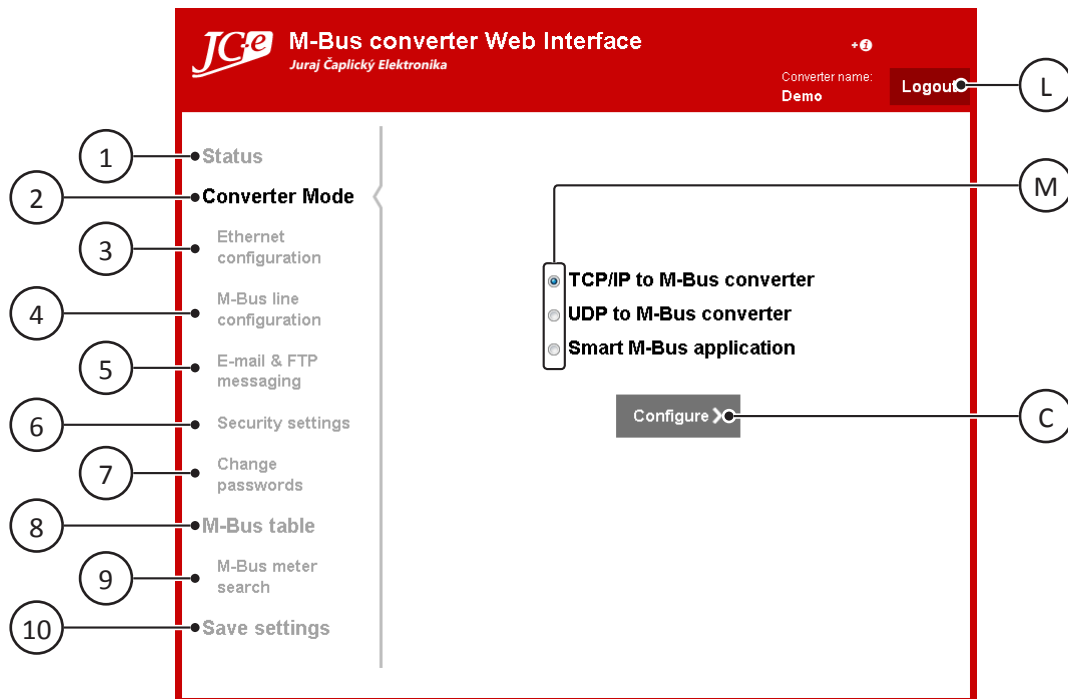 JC-e M-Bus converter Web Interface
Juraj Čaplický Elektronika
+i
Converter name:
Demo
Logout
L
1
Status
2
Converter Mode
M
3
Ethernet
configuration
4
M-Bus line
configuration
5
E-mail & FTP
messaging
6
Security settings
7
Change
passwords
8
M-Bus table
9
M-Bus meter
search
10
Save settings
TCP/IP to M-Bus converter
UDP to M-Bus converter
Smart M-Bus application
Configure
C